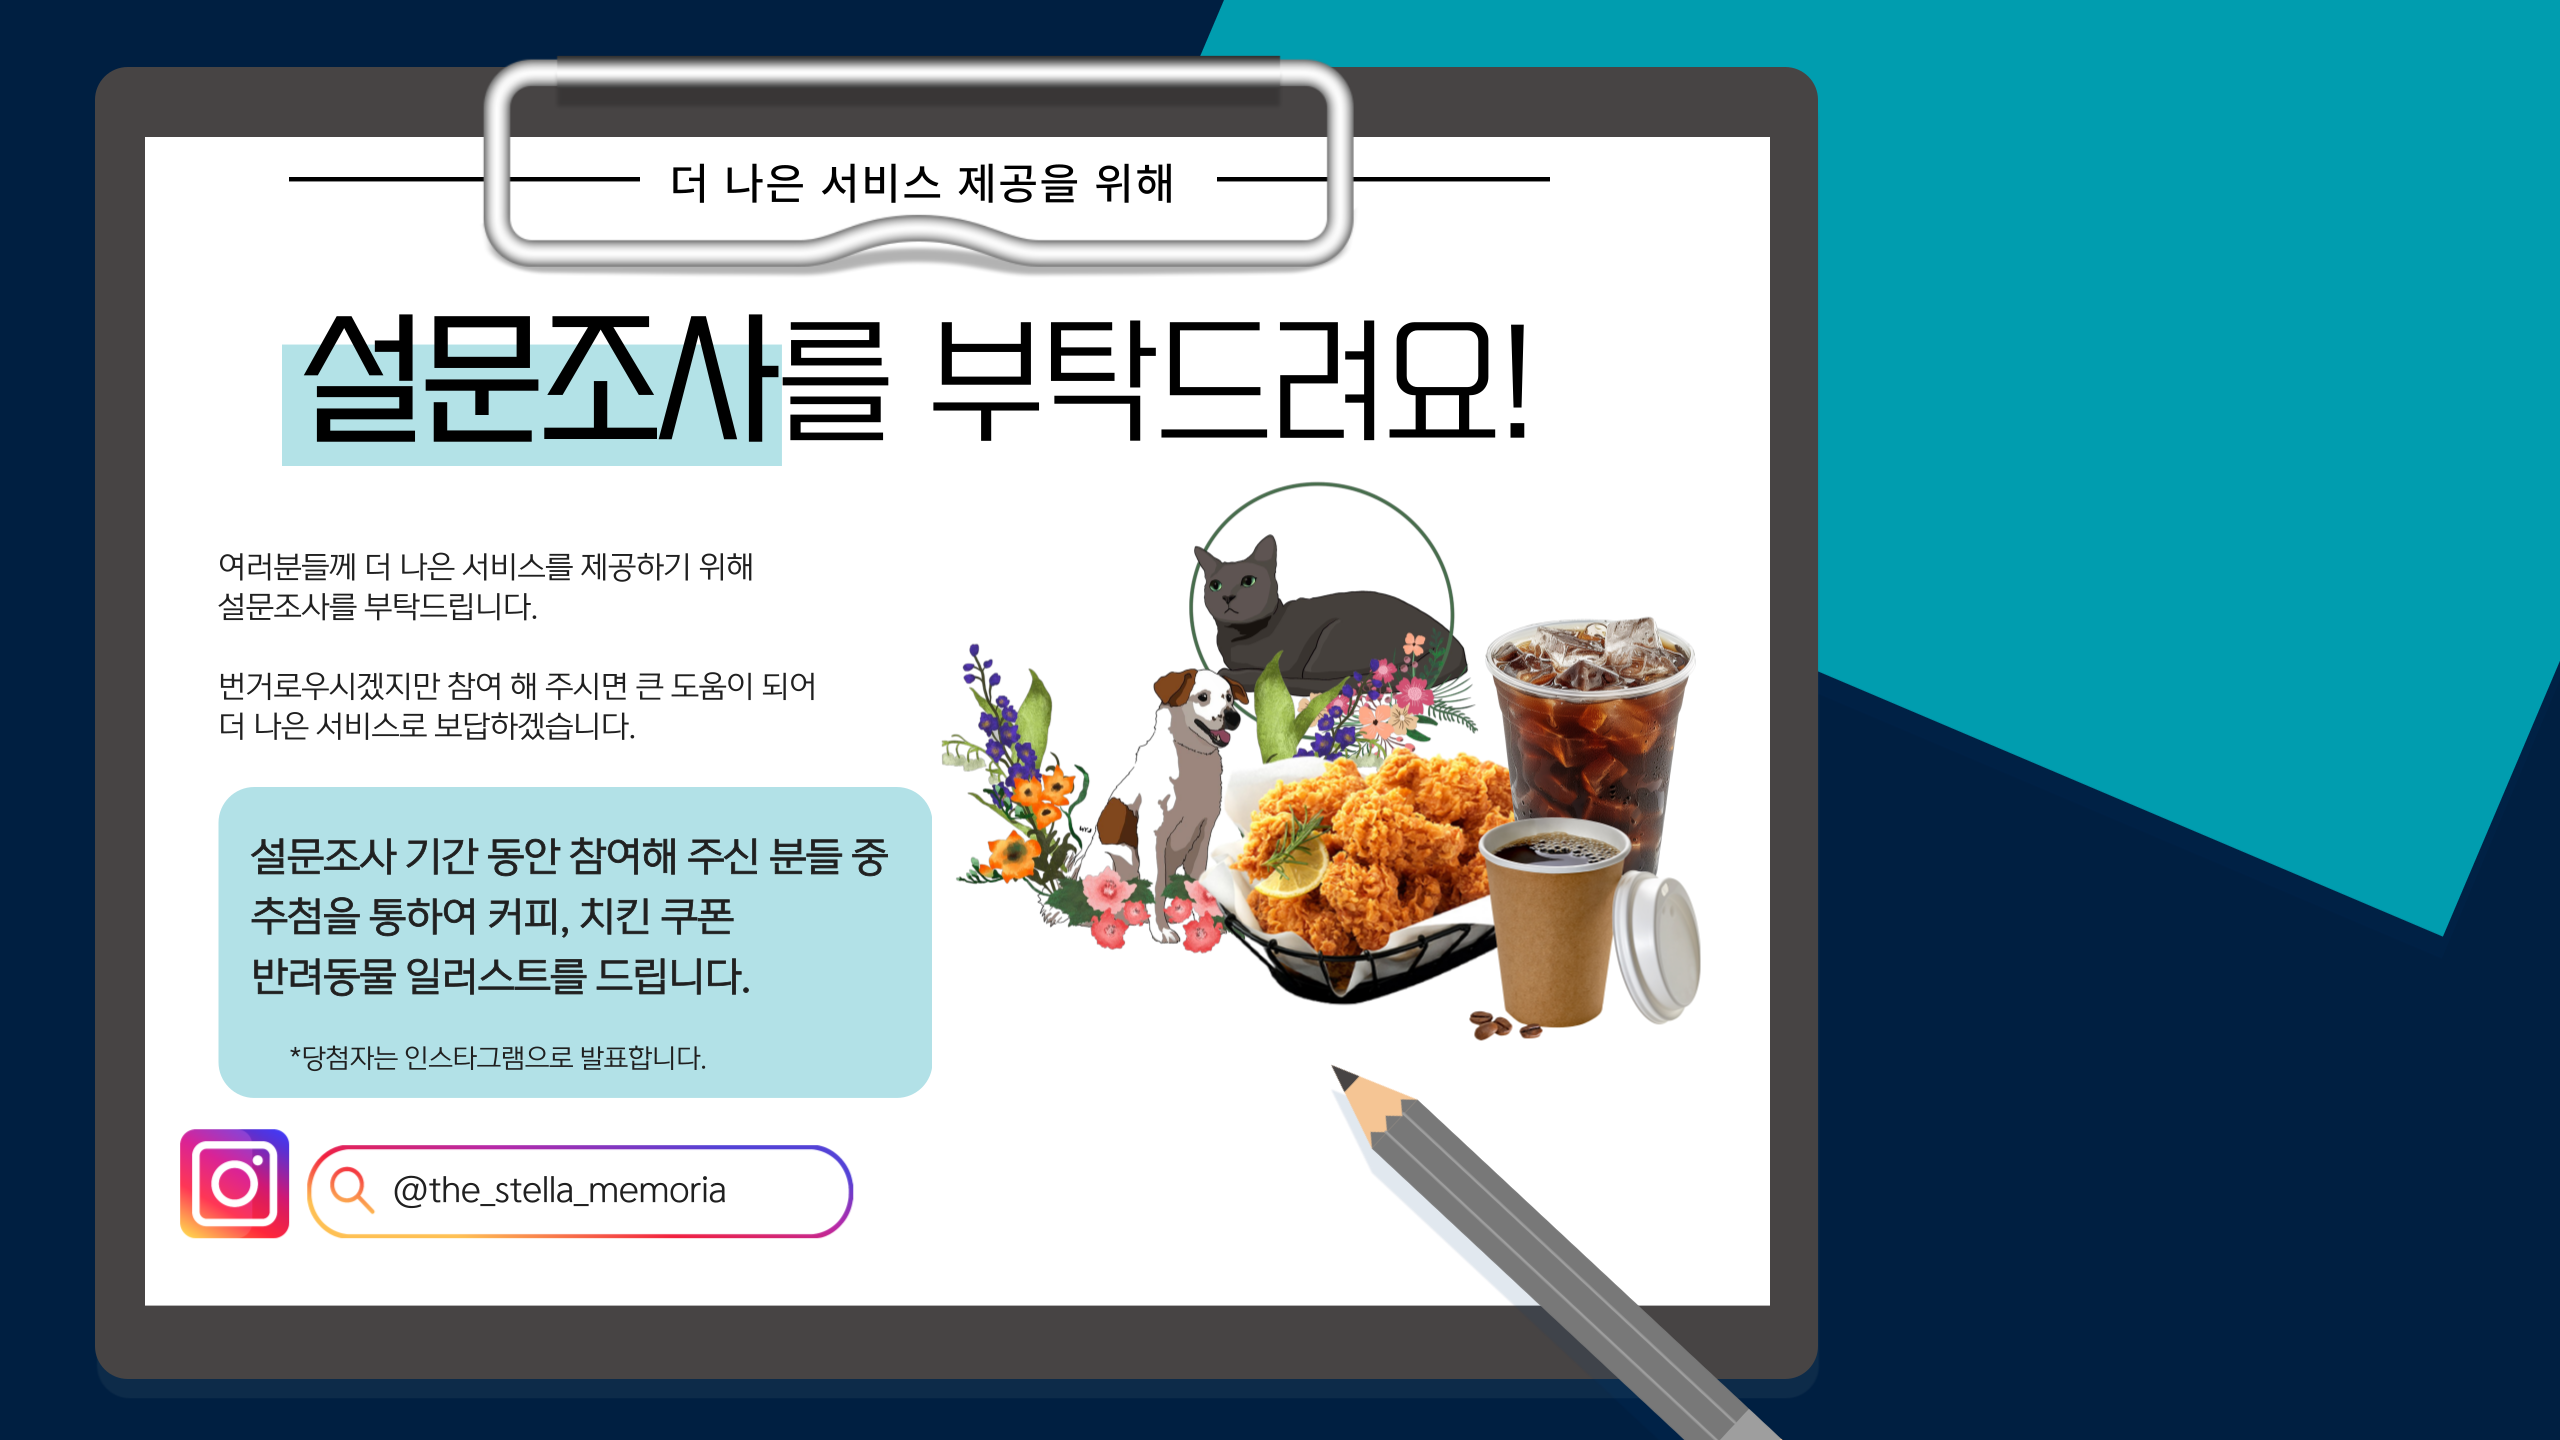 더 나은 서비스 제공을 위해
설문조사를 부탁드려요!
여러분들께 더 나은 서비스를 제공하기 위해
설문조사를 부탁드립니다.
번거로우시겠지만 참여 해 주시면 큰 도움이 되어
더 나은 서비스로 보답하겠습니다.
설문조사 기간 동안 참여해 주신 분들 중
추첨을 통하여 커피, 치킨 쿠폰
반려동물 일러스트를 드립니다.
*당첨자는 인스타그램으로 발표합니다.
@the_stella_memoria